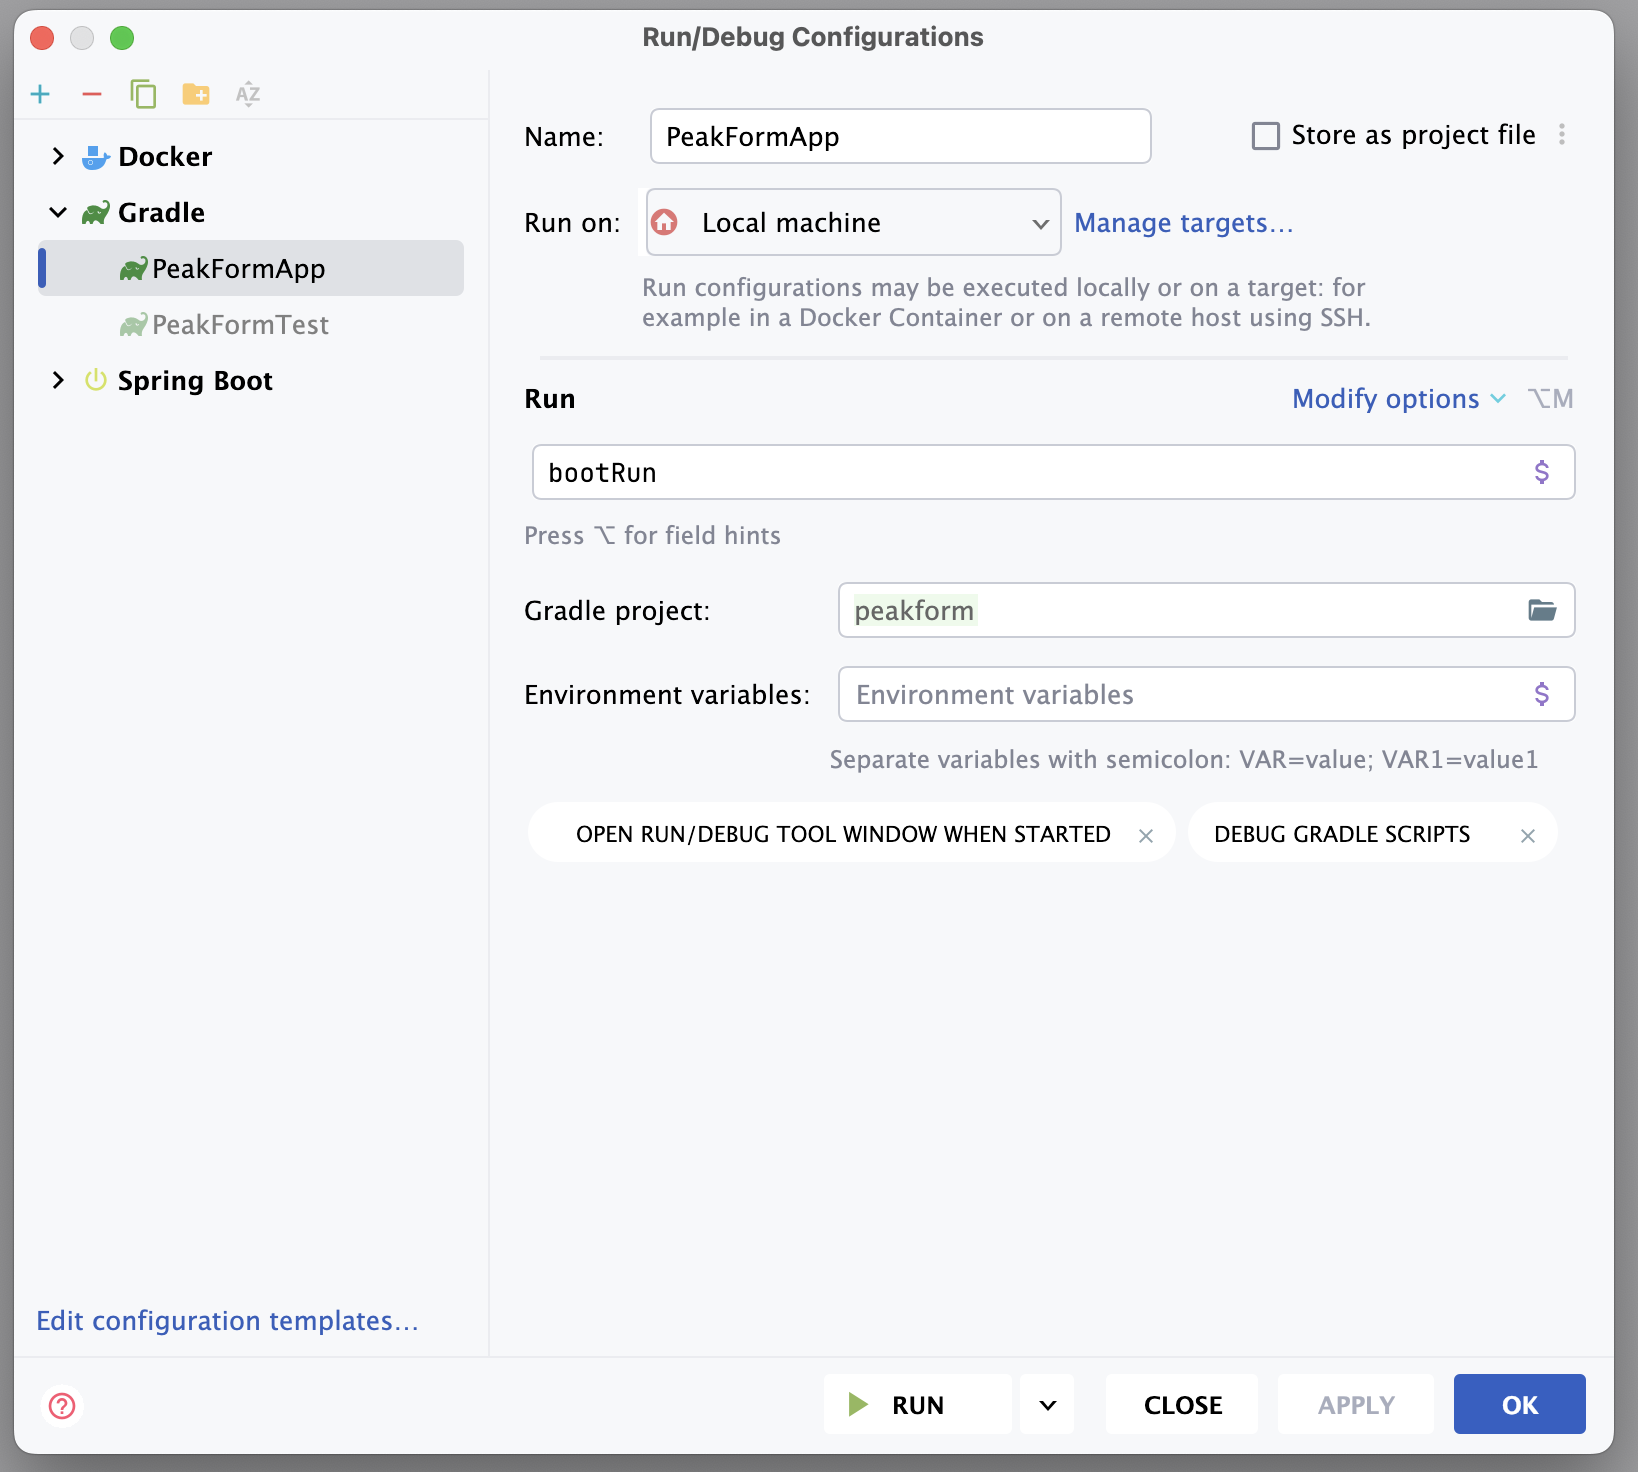 Run/Debug Configurations
AZ
Docker
Gradle
PeakFormApp
PeakFormTest
Spring Boot
Edit configuration templates...
Name: PeakFormApp Store as project file
Run on: Local machine Manage targets...
Run configurations may be executed locally or on a target: for
example in a Docker Container or on a remote host using SSH.
Run Modify options ⌥M
bootRun $
Press ⌥ for field hints
Gradle project: peakform
Environment variables: Environment variables $
Separate variables with semicolon: VAR=value; VAR1=value1
OPEN RUN/DEBUG TOOL WINDOW WHEN STARTED × DEBUG GRADLE SCRIPTS ×
? RUN CLOSE APPLY OK